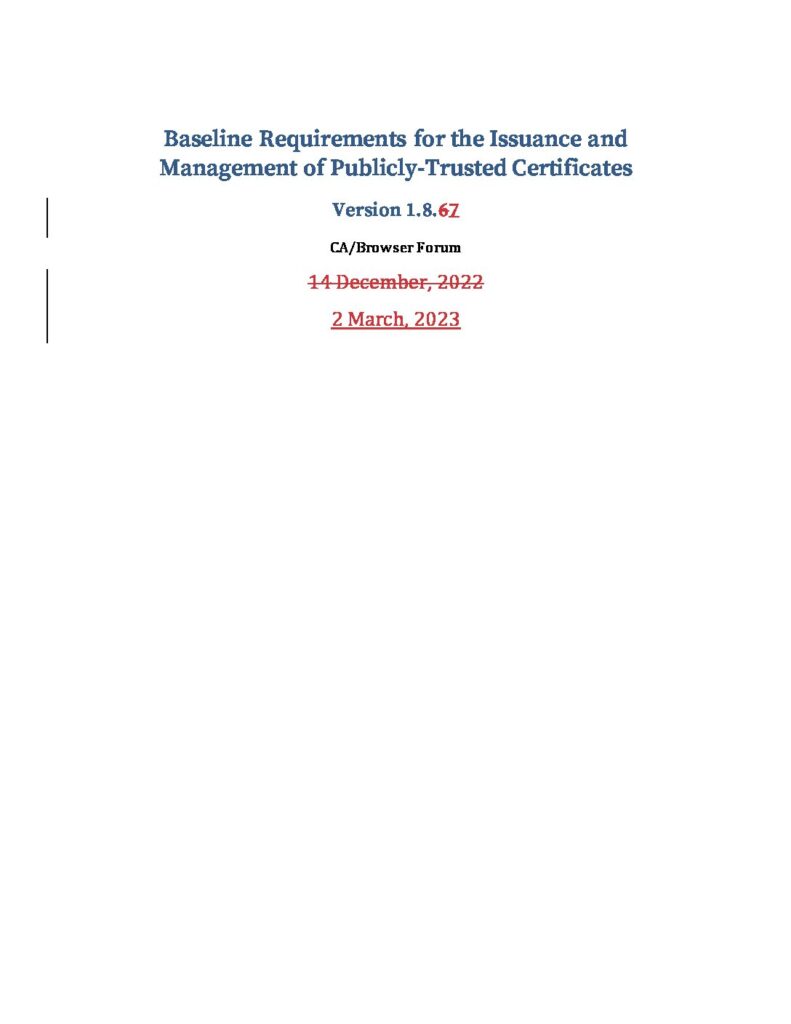 Baseline Requirements for the Issuance and
Management of Publicly-Trusted Certificates
Version 1.8.67
CA/Browser Forum
14 December, 2022
2 March, 2023